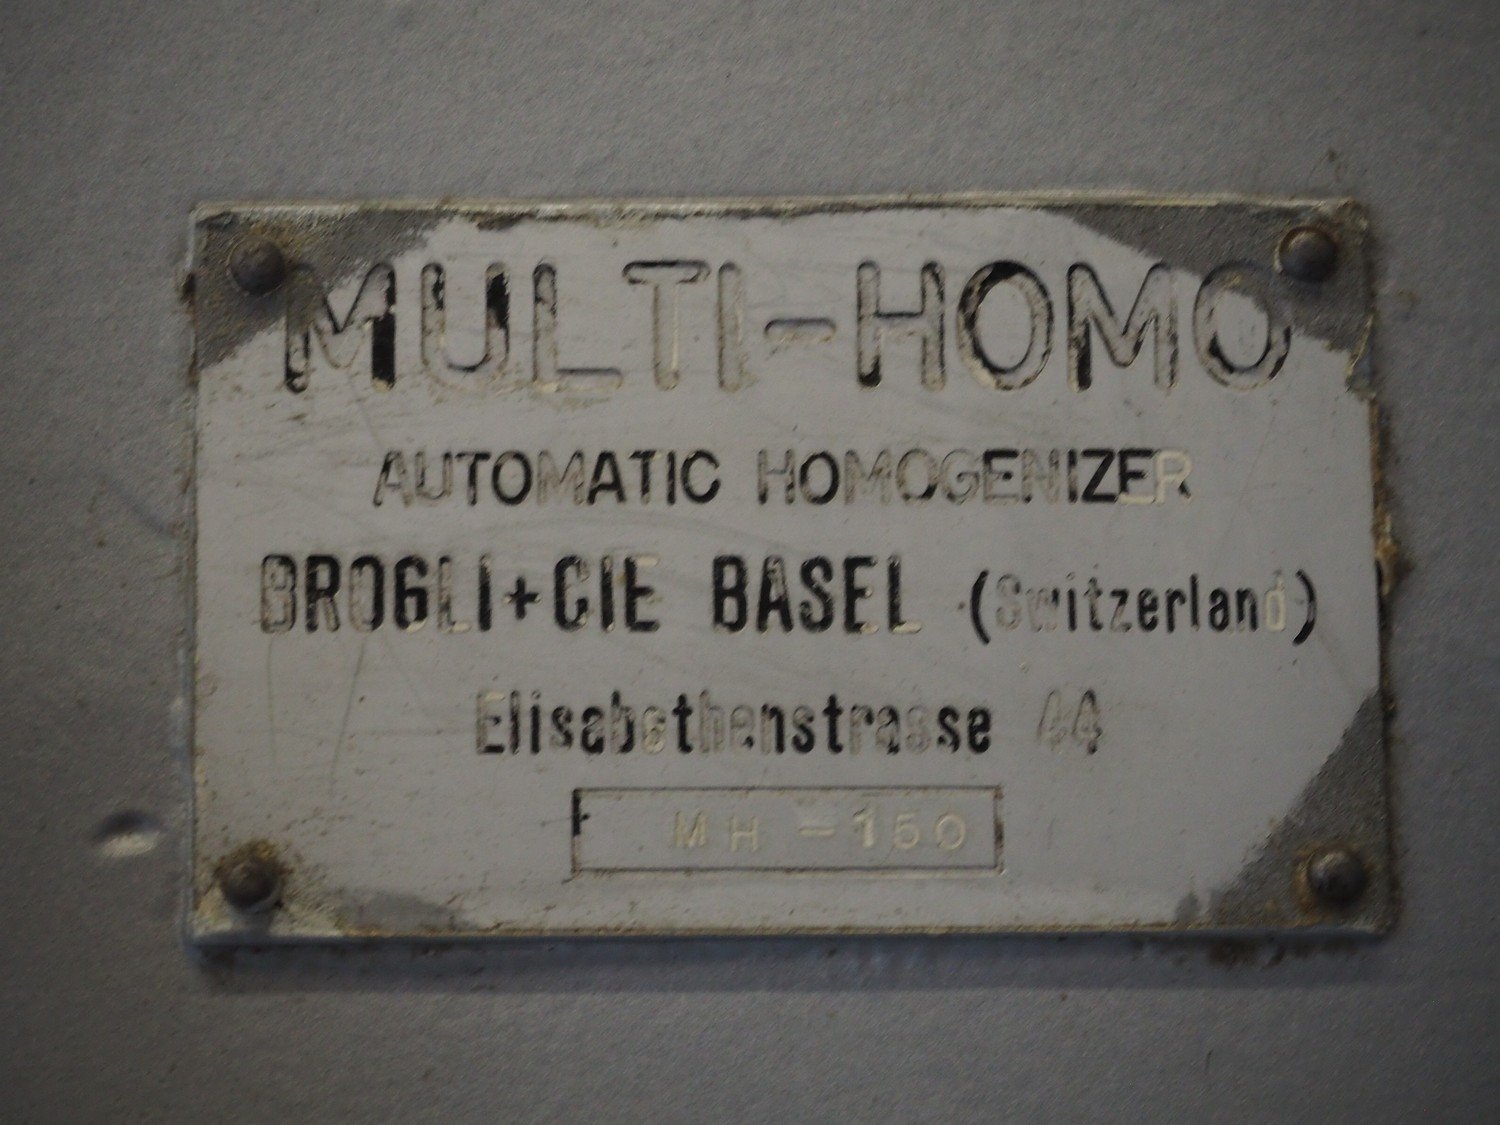 MULTI-HOMO
AUTOMATIC HOMOGENIZER
BROGLI+CIE BASEL (Switzerland)
Elisabethenstrasse 44
MH-150